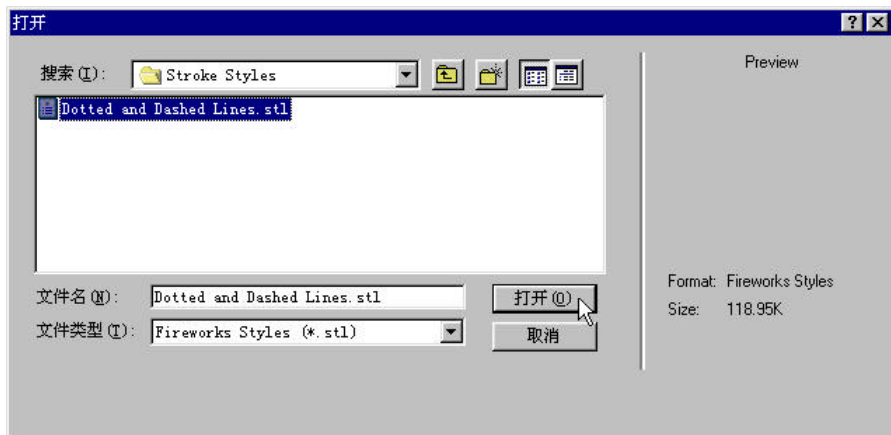 打开
搜索(I): Stroke Styles
Preview
Dotted and Dashed Lines.stl
文件名(N): Dotted and Dashed Lines.stl 打开(O)
文件类型(T): Fireworks Styles (*.stl) 取消
Format: Fireworks Styles
Size: 118.95K